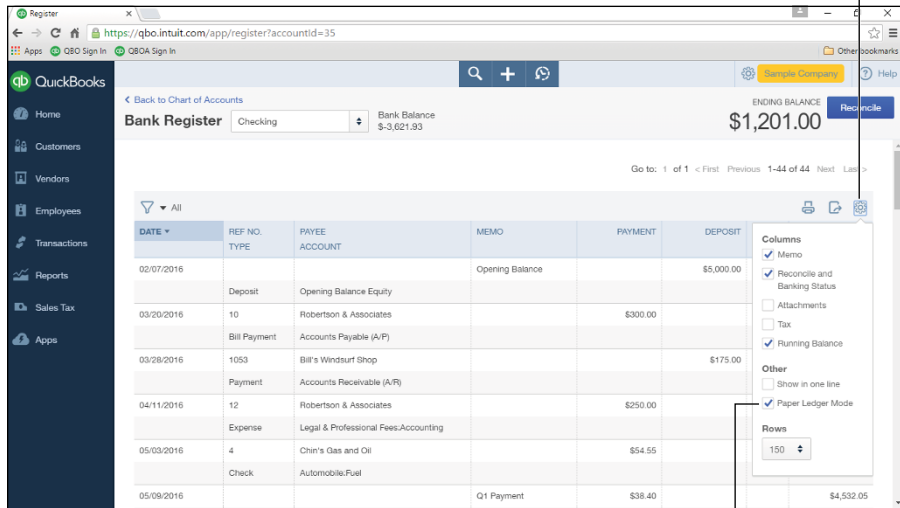 Register
https://qbo.intuit.com/app/register?accountId=35
Apps QBO Sign In QBOA Sign In Other bookmarks
qb QuickBooks
Sample Company ? Help
Home
Customers
Vendors
Employees
Transactions
Reports
Sales Tax
Apps
< Back to Chart of Accounts
Bank Register Checking
Bank Balance
$-3,621.93
ENDING BALANCE
$1,201.00
Reconcile
Go to: 1 of 1 < First Previous 1-44 of 44 Next Last >
All
DATE REF NO. PAYEE MEMO PAYMENT DEPOSIT
TYPE ACCOUNT
02/07/2016 Opening Balance $5,000.00
Deposit Opening Balance Equity
03/20/2016 10 Robertson & Associates $300.00
Bill Payment Accounts Payable (A/P)
03/28/2016 1053 Bill's Windsurf Shop $175.00
Payment Accounts Receivable (A/R)
04/11/2016 12 Robertson & Associates $250.00
Expense Legal & Professional Fees:Accounting
05/03/2016 4 Chin's Gas and Oil $54.55
Check Automobile:Fuel
05/09/2016 Q1 Payment $38.40 $4,532.05
Columns
Memo
Reconcile and
Banking Status
Attachments
Tax
Running Balance
Other
Show in one line
Paper Ledger Mode
Rows
150